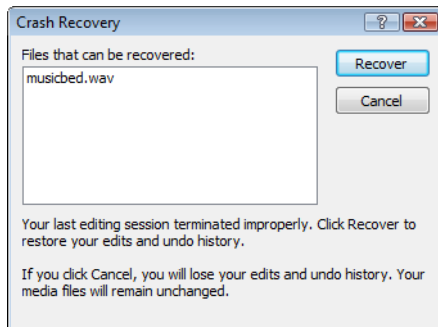 Crash Recovery
Files that can be recovered:
musicbed.wav
Recover
Cancel
Your last editing session terminated improperly. Click Recover to
restore your edits and undo history.
If you click Cancel, you will lose your edits and undo history. Your
media files will remain unchanged.